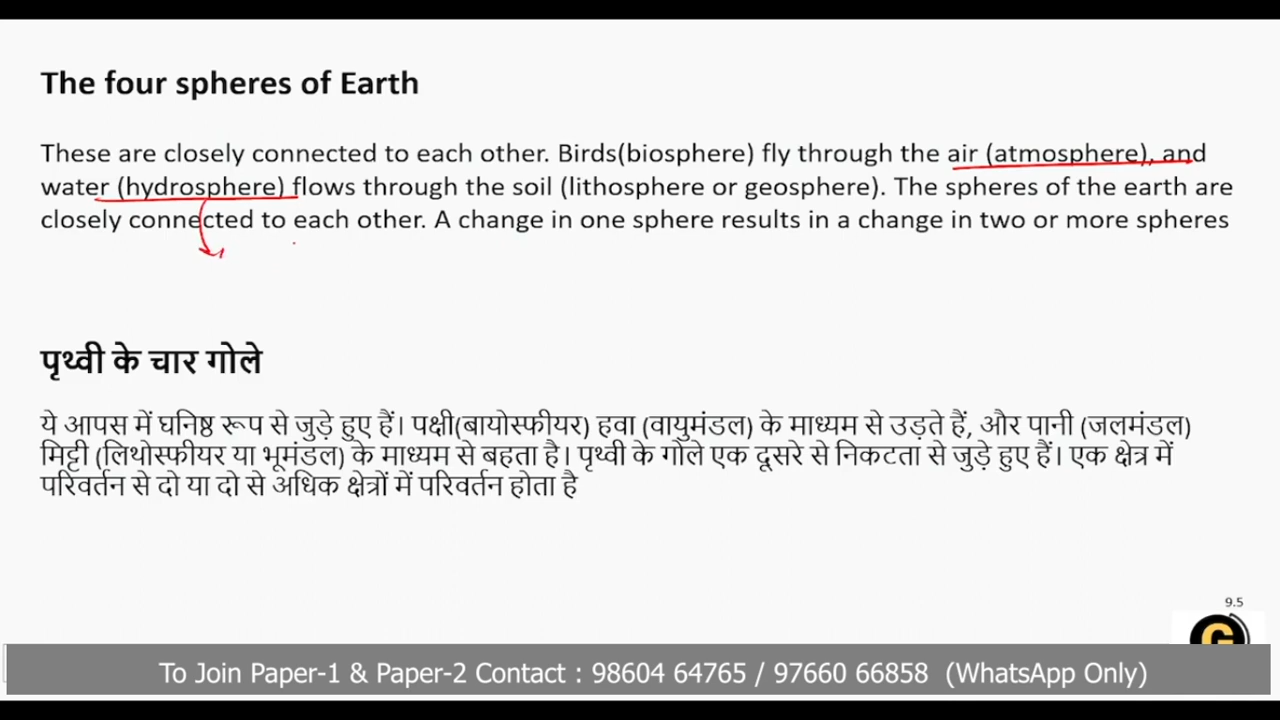 The four spheres of Earth
These are closely connected to each other. Birds(biosphere) fly through the air (atmosphere), and
water (hydrosphere) flows through the soil (lithosphere or geosphere). The spheres of the earth are
closely connected to each other. A change in one sphere results in a change in two or more spheres
पृथ्वी के चार गोले
ये आपस में घनिष्ठ रूप से जुड़े हुए हैं। पक्षी(बायोस्फीयर) हवा (वायुमंडल) के माध्यम से उड़ते हैं, और पानी (जलमंडल)
मिट्टी (लिथोस्फीयर या भूमंडल) के माध्यम से बहता है। पृथ्वी के गोले एक दूसरे से निकटता से जुड़े हुए हैं। एक क्षेत्र में
परिवर्तन से दो या दो से अधिक क्षेत्रों में परिवर्तन होता है
9.5
G
To Join Paper-1 & Paper-2 Contact : 98604 64765 / 97660 66858 (WhatsApp Only)